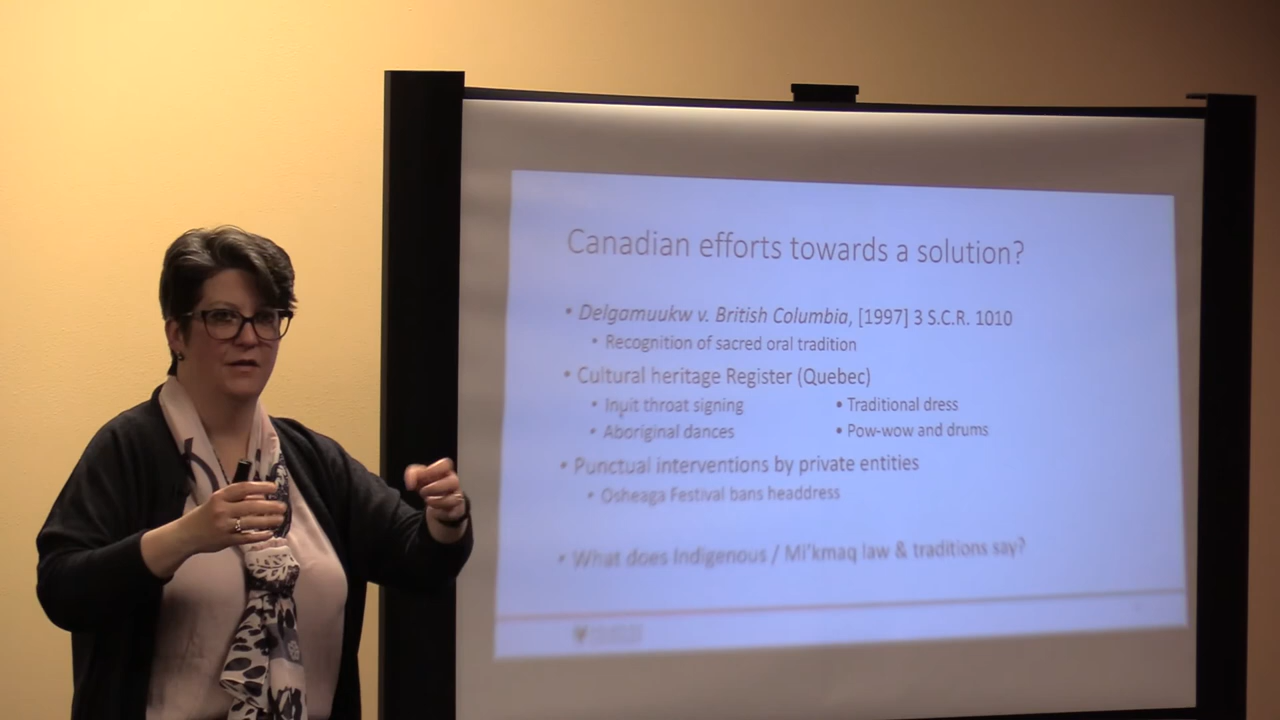 Canadian efforts towards a solution?
• Delgamuukw v. British Columbia, [1997] 3 S.C.R. 1010
• Recognition of sacred oral tradition
• Cultural heritage Register (Quebec)
• Inuit throat signing
• Traditional dress
• Aboriginal dances
• Pow-wow and drums
• Punctual interventions by private entities
• Osheaga Festival bans headdress
• What does Indigenous / Mi'kmaq law & traditions say?